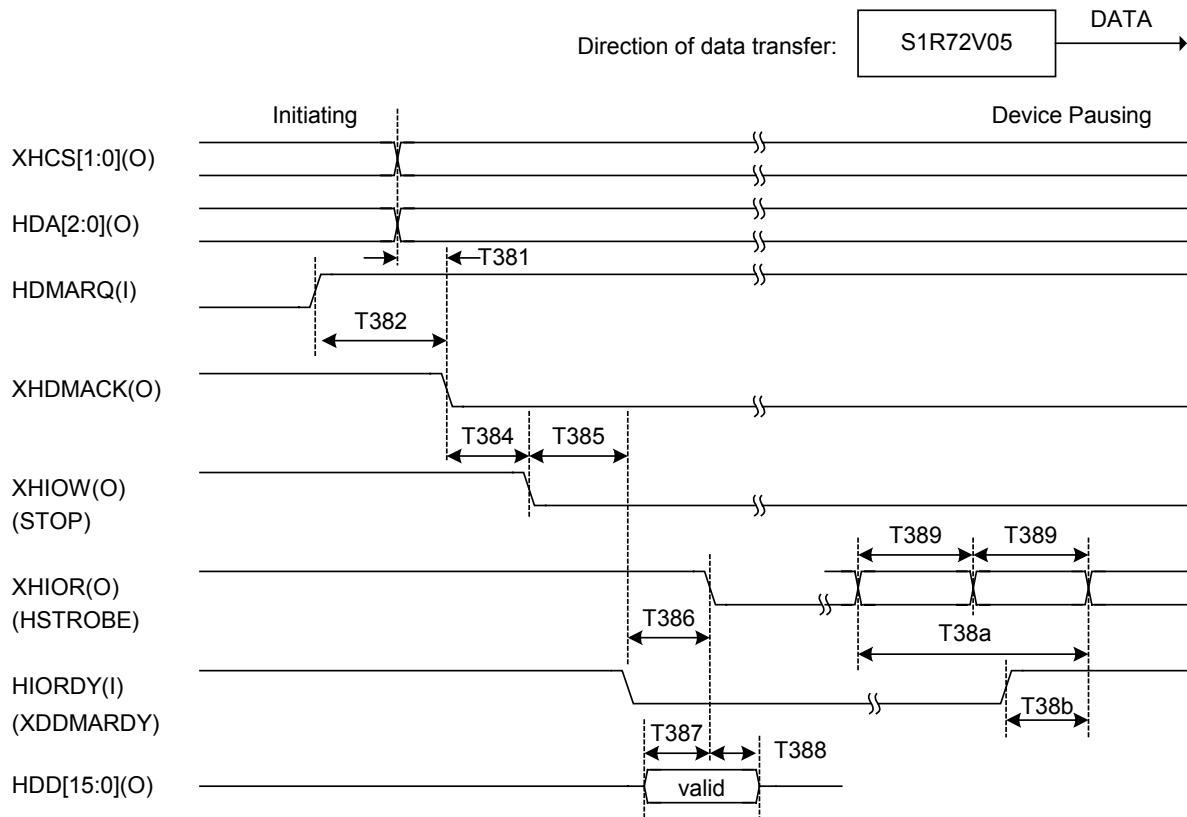 DATA
Direction of data transfer: S1R72V05
Initiating Device Pausing
XHCS[1:0](O)
HDA[2:0](O)
T381
HDMARQ(I)
T382
XHDMACK(O)
T384 T385
XHIOW(O)
(STOP)
T389 T389
XHIOR(O)
(HSTROBE)
T386 T38a
HIORDY(I)
(XDDMARDY)
T38b
T387 T388
HDD[15:0](O)
valid